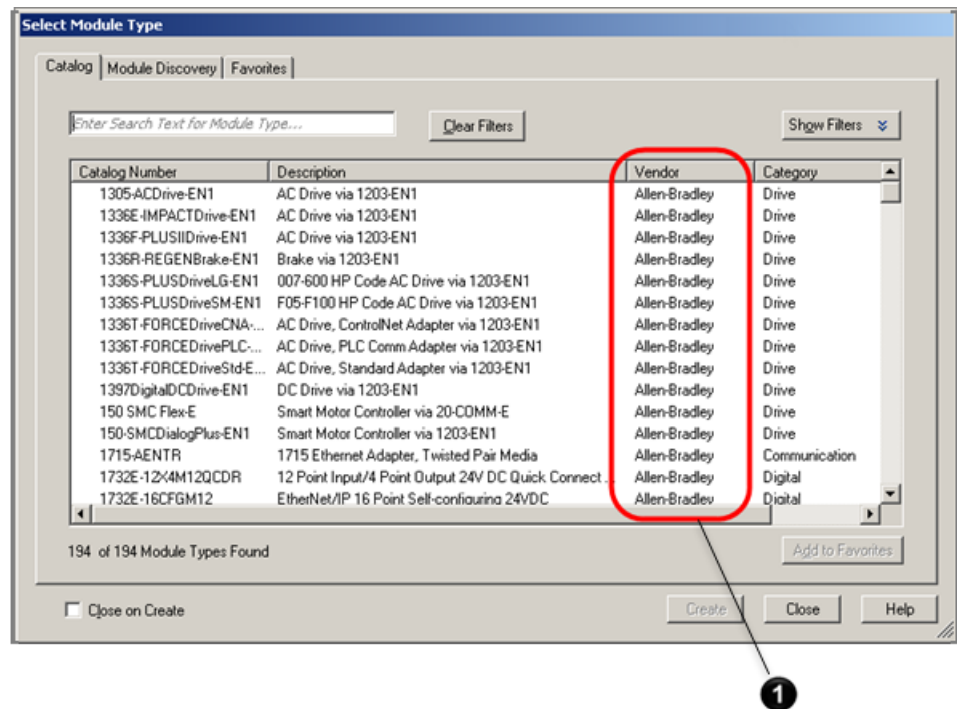 Select Module Type
Catalog Module Discovery Favorites
Enter Search Text for Module Type... Clear Filters Show Filters
Catalog Number Description Vendor Category
1305-ACDrive-EN1 AC Drive via 1203-EN1 Allen-Bradley Drive
1336E-IMPACTDrive-EN1 AC Drive via 1203-EN1 Allen-Bradley Drive
1336F-PLUSIIDrive-EN1 AC Drive via 1203-EN1 Allen-Bradley Drive
1336R-REGENBrake-EN1 Brake via 1203-EN1 Allen-Bradley Drive
1336S-PLUSDriveLG-EN1 007-600 HP Code AC Drive via 1203-EN1 Allen-Bradley Drive
1336S-PLUSDriveSM-EN1 F05-F100 HP Code AC Drive via 1203-EN1 Allen-Bradley Drive
1336T-FORCEDriveCNA-... AC Drive, ControlNet Adapter via 1203-EN1 Allen-Bradley Drive
1336T-FORCEDrivePLC-... AC Drive, PLC Comm Adapter via 1203-EN1 Allen-Bradley Drive
1336T-FORCEDriveStd-E... AC Drive, Standard Adapter via 1203-EN1 Allen-Bradley Drive
1397DigitalDCDrive-EN1 DC Drive via 1203-EN1 Allen-Bradley Drive
150 SMC Flex-E Smart Motor Controller via 20-COMM-E Allen-Bradley Drive
150-SMCDialogPlus-EN1 Smart Motor Controller via 1203-EN1 Allen-Bradley Drive
1715-AENTR 1715 Ethernet Adapter, Twisted Pair Media Allen-Bradley Communication
1732E-12X4M12QCDR 12 Point Input/4 Point Output 24V DC Quick Connect ... Allen-Bradley Digital
1732E-16CFGM12 EtherNet/IP 16 Point Self-configuring 24VDC Allen-Bradley Digital
194 of 194 Module Types Found Add to Favorites
Close on Create Create Close Help
1